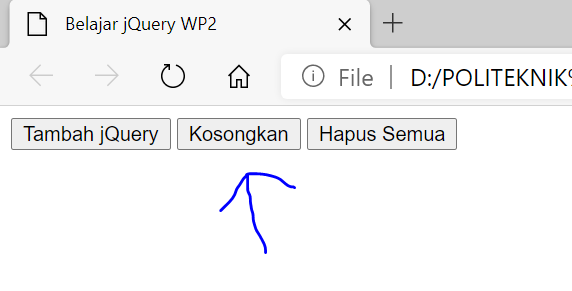 Belajar jQuery WP2
File | D:/POLITEKNIK%
Tambah jQuery Kosongkan Hapus Semua